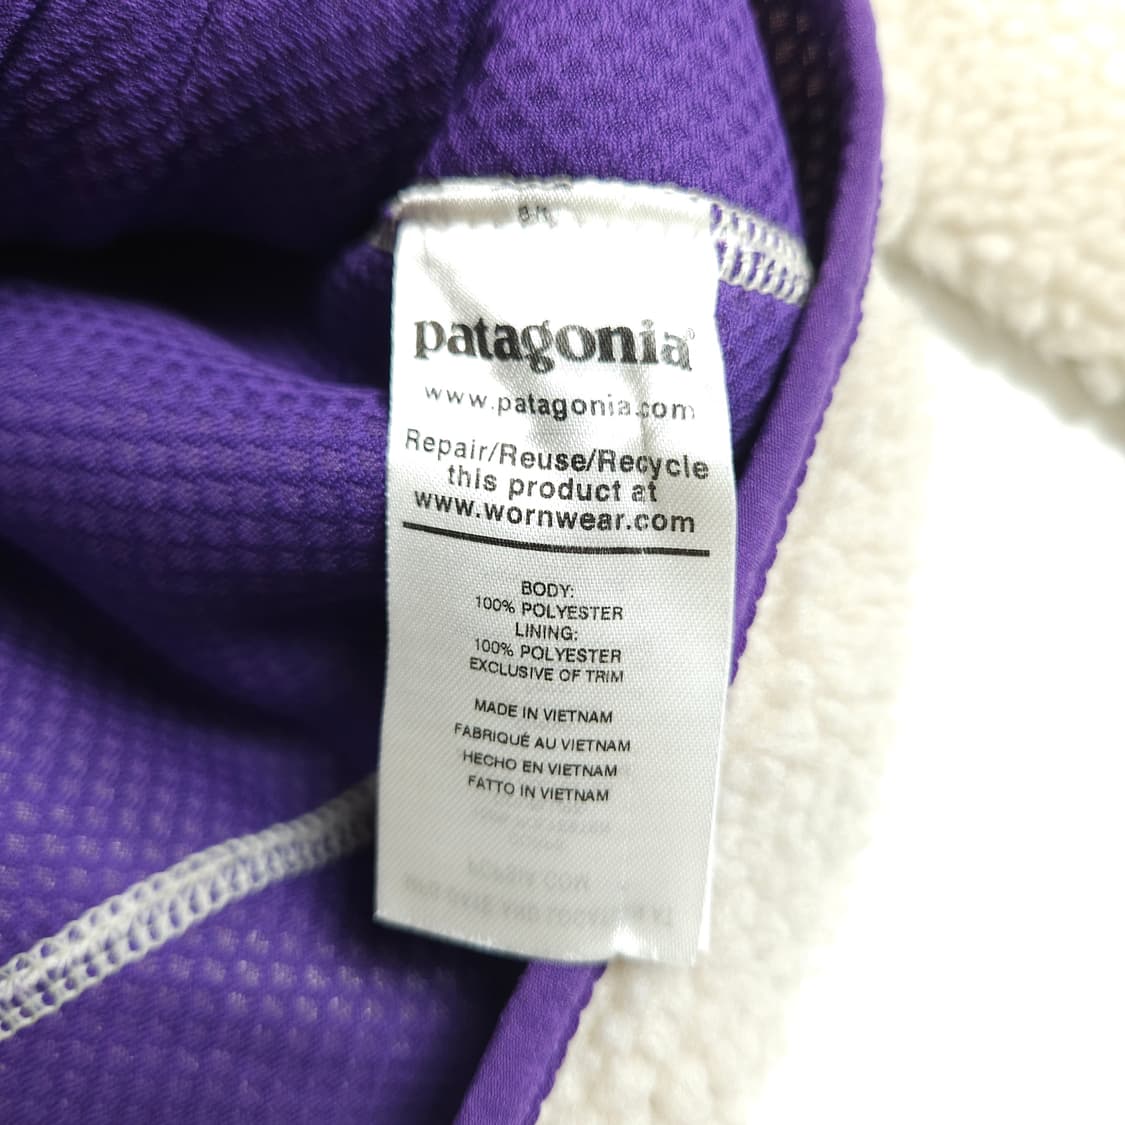 patagonia®
www.patagonia.com
Repair/Reuse/Recycle
this product at
www.wornwear.com
BODY:
100% POLYESTER
LINING:
100% POLYESTER
EXCLUSIVE OF TRIM
MADE IN VIETNAM
FABRIQUÉ AU VIETNAM
HECHO EN VIETNAM
FATTO IN VIETNAM